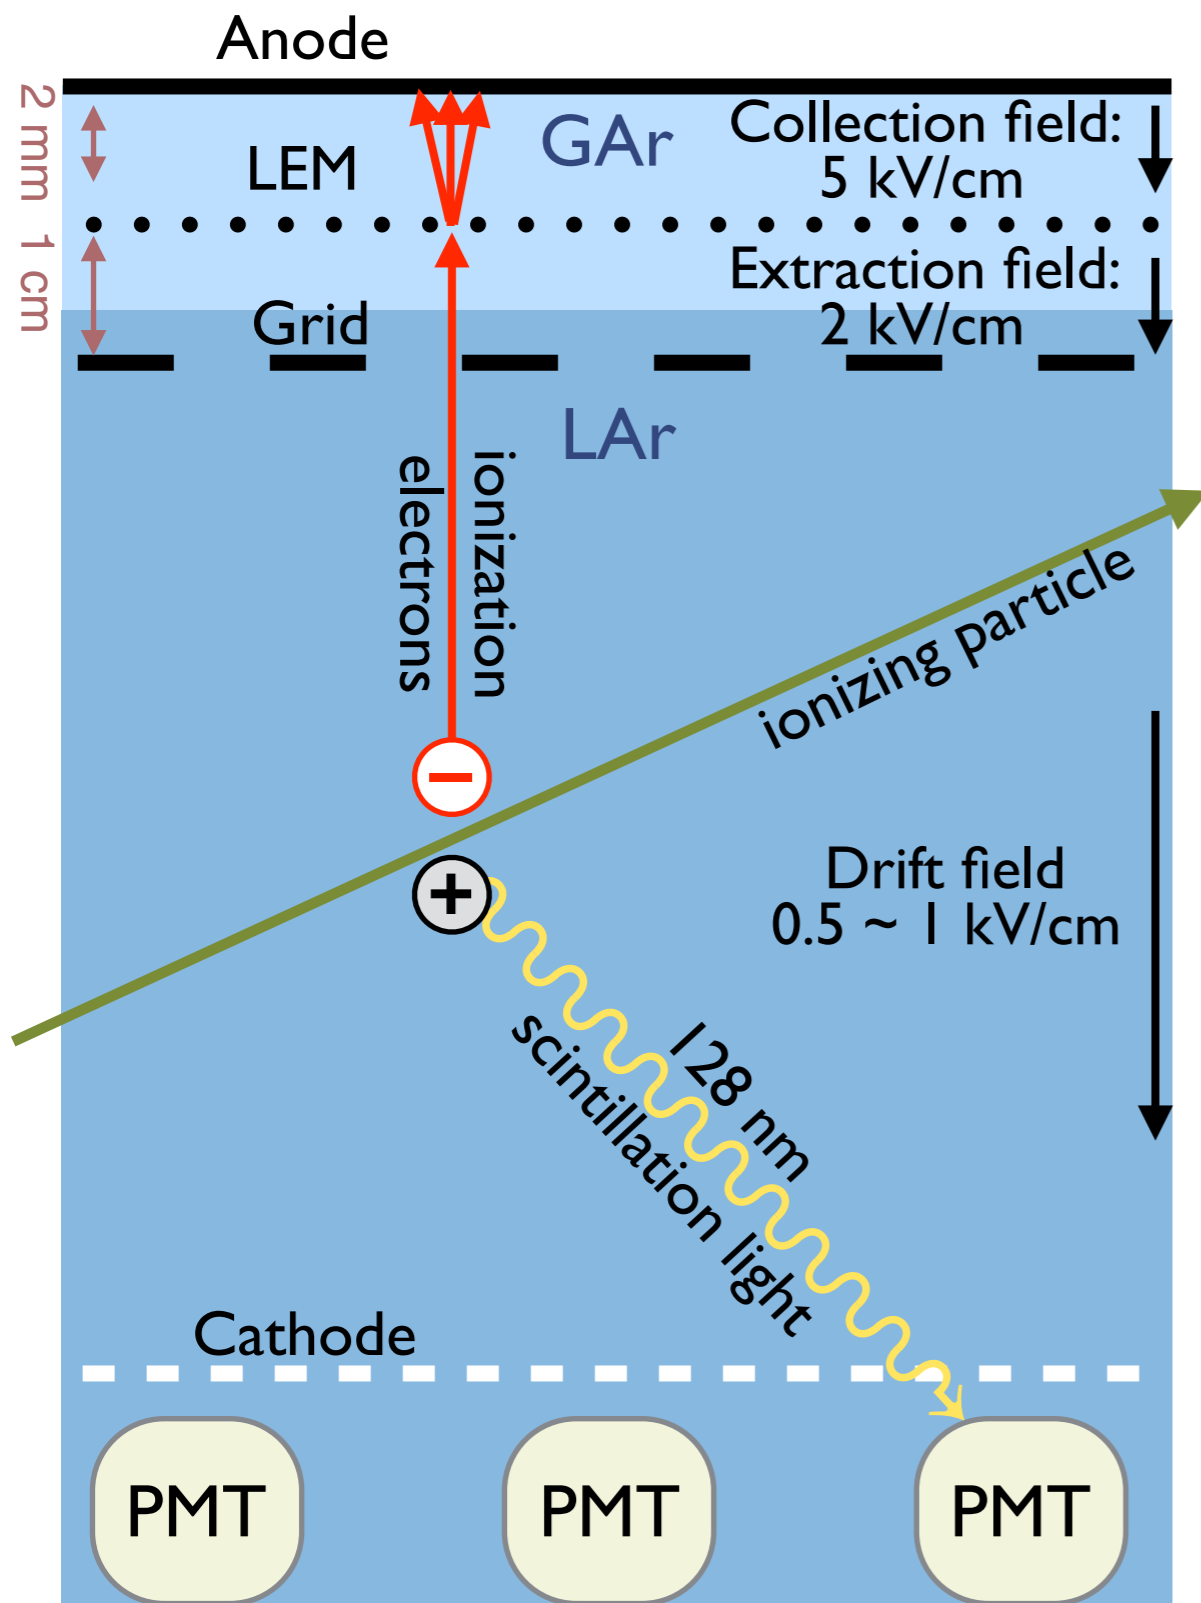 Anode
2 mm
LEM
GAr
Collection field:
5 kV/cm
1 cm
Grid
Extraction field:
2 kV/cm
LAr
ionization
electrons
ionizing particle
−
+
Drift field
0.5 ~ 1 kV/cm
128 nm
scintillation light
Cathode
PMT
PMT
PMT